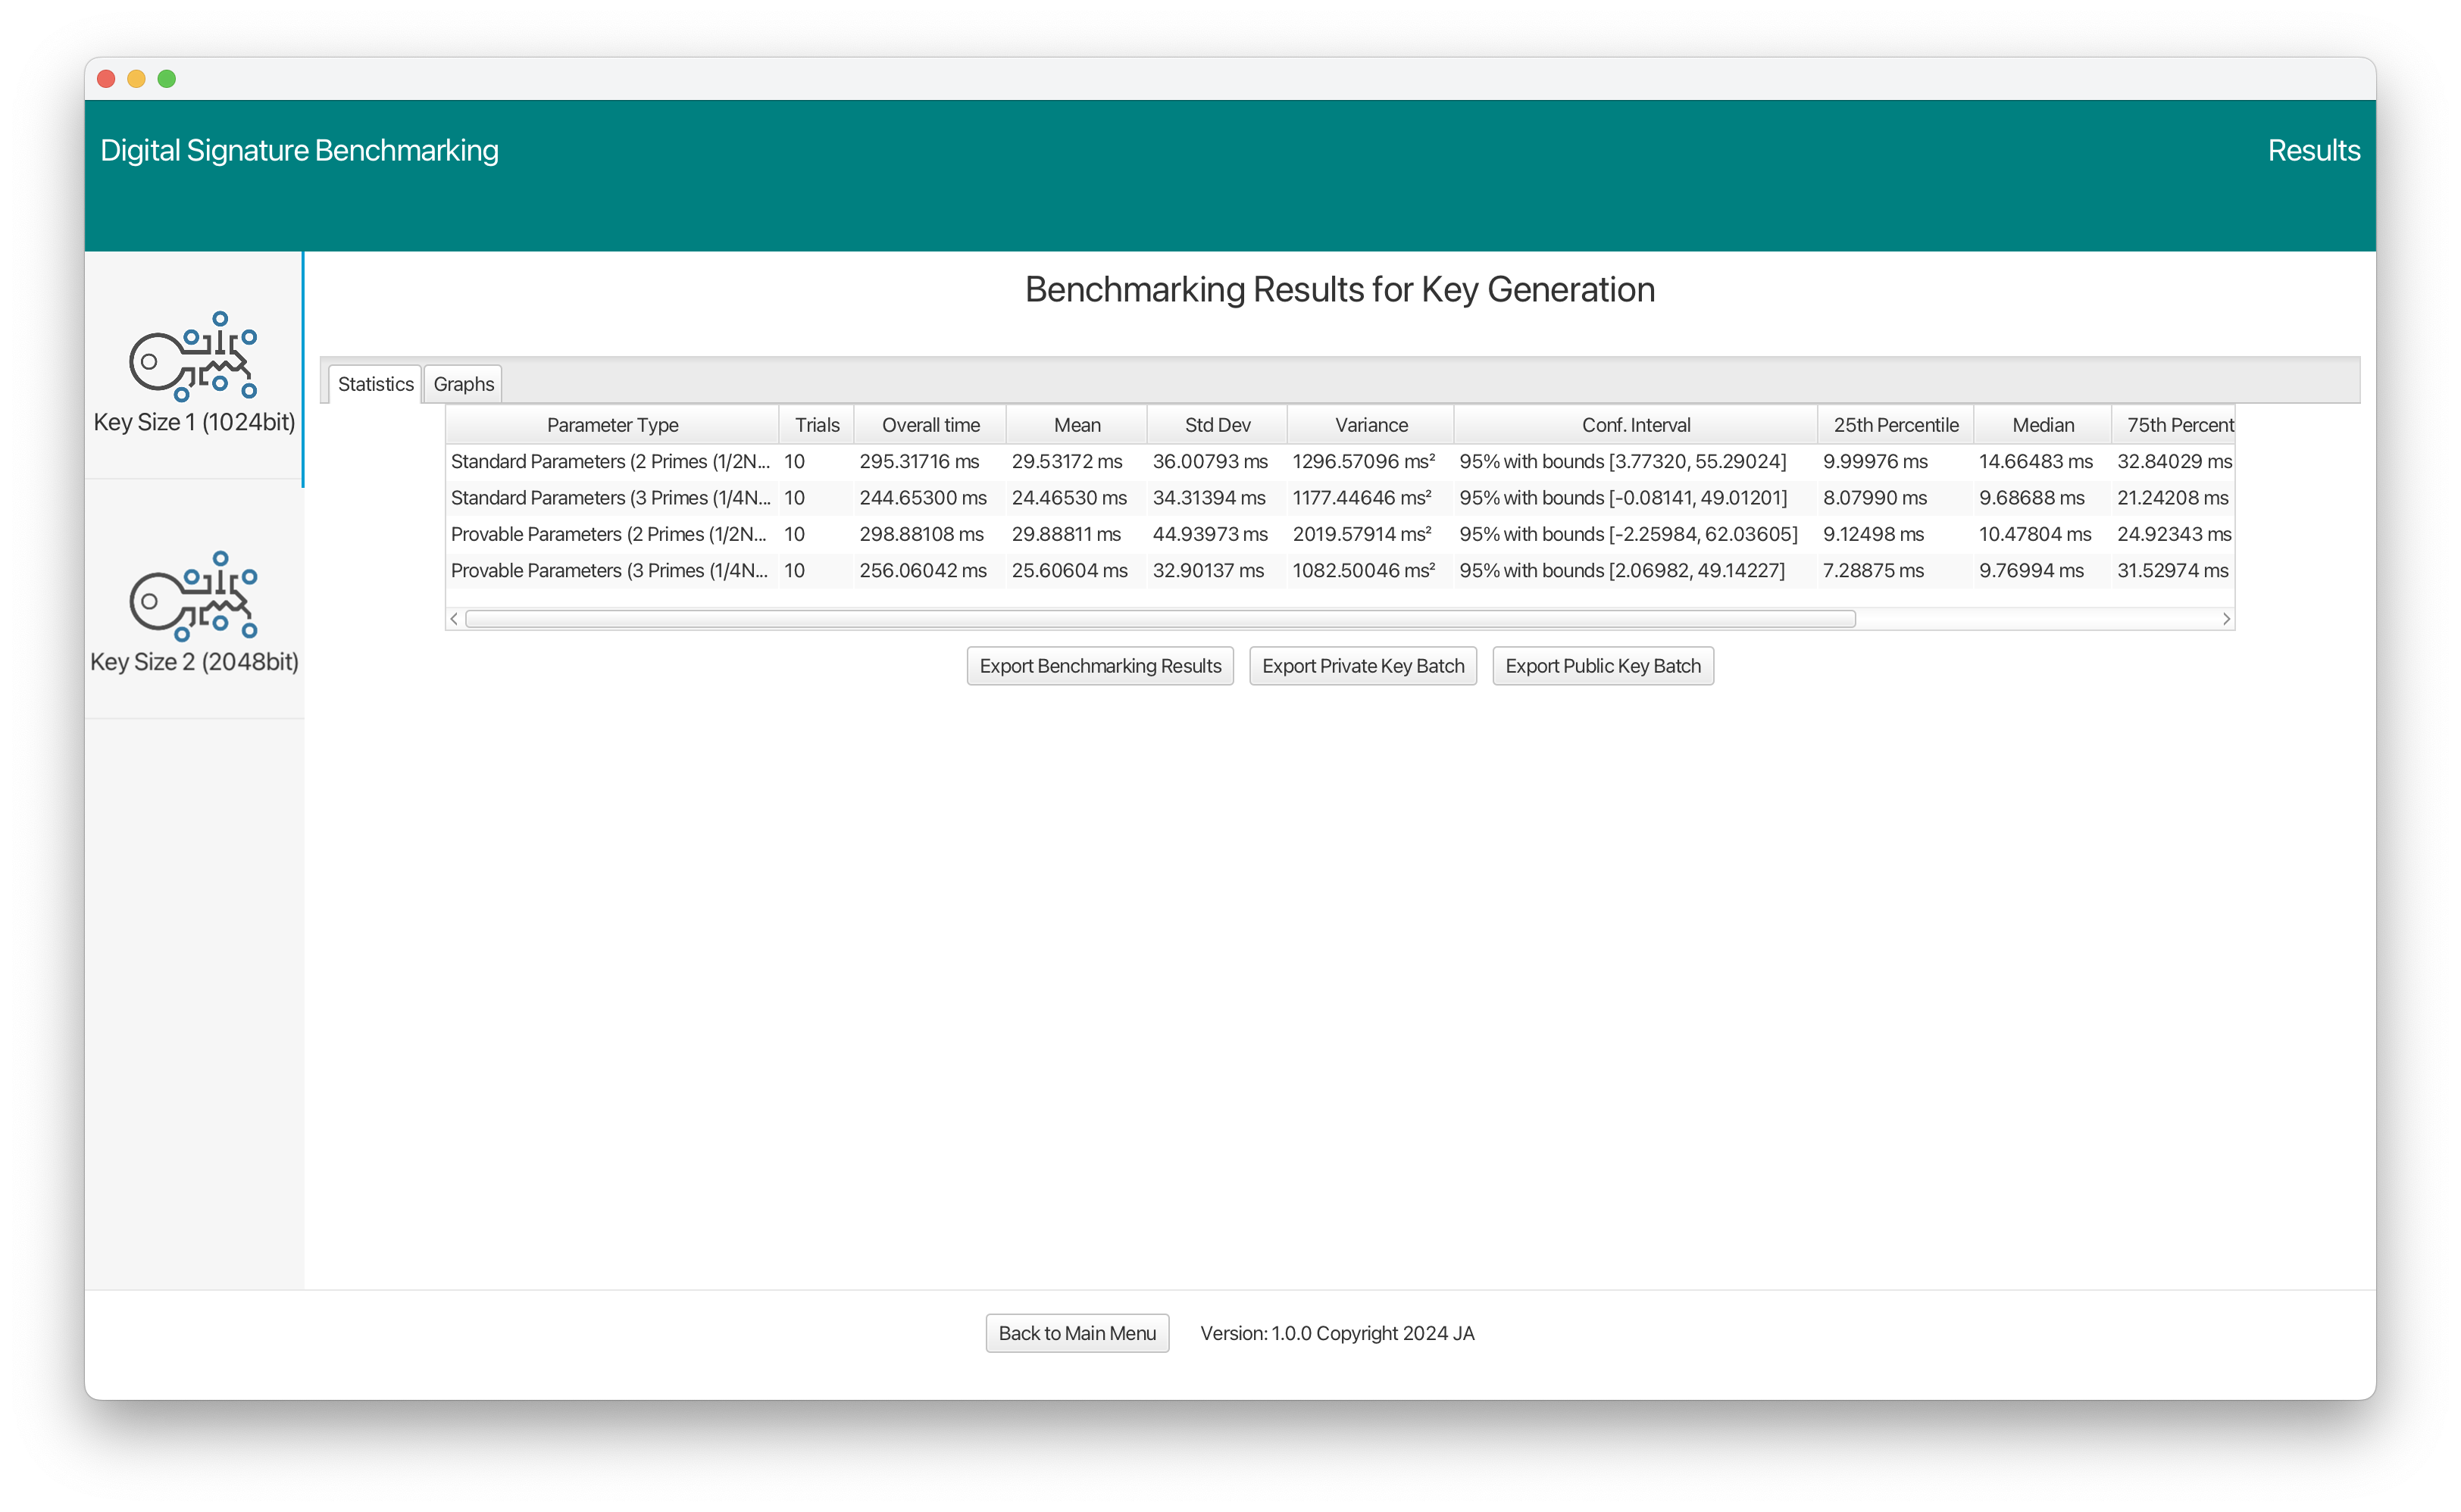 Digital Signature Benchmarking Results
Key Size 1 (1024bit)
Key Size 2 (2048bit)
Benchmarking Results for Key Generation
Statistics Graphs
Parameter Type Trials Overall time Mean Std Dev Variance Conf. Interval 25th Percentile Median 75th Percent
Standard Parameters (2 Primes (1/2N... 10 295.31716 ms 29.53172 ms 36.00793 ms 1296.57096 ms² 95% with bounds [3.77320, 55.29024] 9.99976 ms 14.66483 ms 32.84029 ms
Standard Parameters (3 Primes (1/4N... 10 244.65300 ms 24.46530 ms 34.31394 ms 1177.44646 ms² 95% with bounds [-0.08141, 49.01201] 8.07990 ms 9.68688 ms 21.24208 ms
Provable Parameters (2 Primes (1/2N... 10 298.88108 ms 29.88811 ms 44.93973 ms 2019.57914 ms² 95% with bounds [-2.25984, 62.03605] 9.12498 ms 10.47804 ms 24.92343 ms
Provable Parameters (3 Primes (1/4N... 10 256.06042 ms 25.60604 ms 32.90137 ms 1082.50046 ms² 95% with bounds [2.06982, 49.14227] 7.28875 ms 9.76994 ms 31.52974 ms
Export Benchmarking Results Export Private Key Batch Export Public Key Batch
Back to Main Menu Version: 1.0.0 Copyright 2024 JA